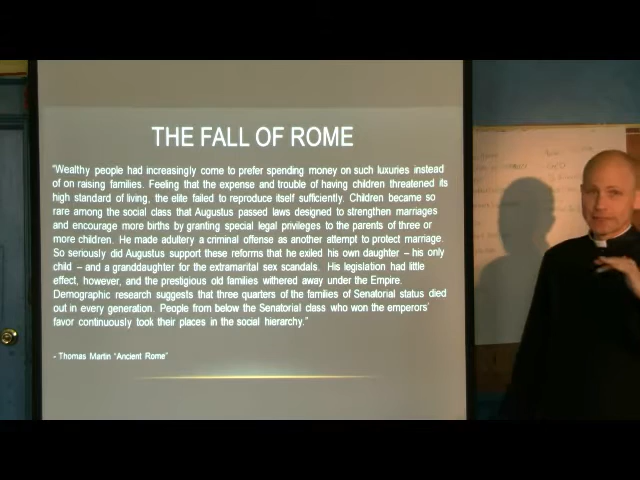 THE FALL OF ROME
"Wealthy people had increasingly come to prefer spending money on such luxuries instead
of on raising families. Feeling that the expense and trouble of having children threatened its
high standard of living, the elite failed to reproduce itself sufficiently. Children became so
rare among the social class that Augustus passed laws designed to strengthen marriages
and encourage more births by granting special legal privileges to the parents of three or
more children. He made adultery a criminal offense as another attempt to protect marriage.
So seriously did Augustus support these reforms that he exiled his own daughter – his only
child – and a granddaughter for the extramarital sex scandals. His legislation had little
effect, however, and the prestigious old families withered away under the Empire.
Demographic research suggests that three quarters of the families of Senatorial status died
out in every generation. People from below the Senatorial class who won the emperors'
favor continuously took their places in the social hierarchy."
- Thomas Martin "Ancient Rome"